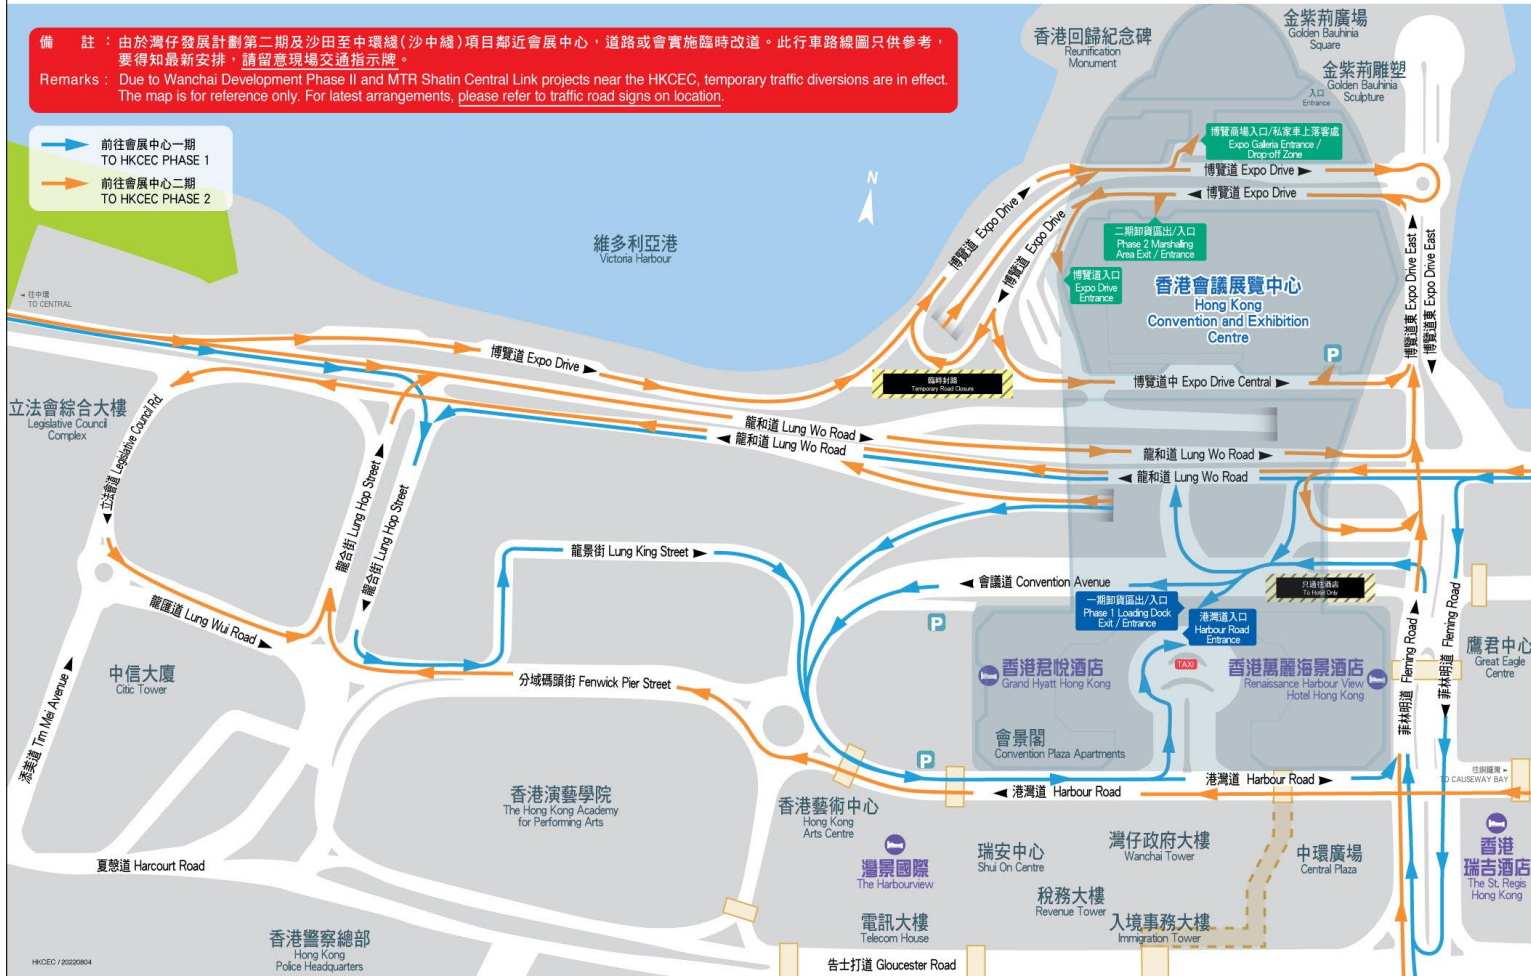 備 註 : 由於灣仔發展計劃第二期及沙田至中環綫(沙中綫)項目鄰近會展中心，道路或會實施臨時改道。此行車路線圖只供參考，
要得知最新安排，請留意現場交通指示牌。
Remarks : Due to Wanchai Development Phase II and MTR Shatin Central Link projects near the HKCEC, temporary traffic diversions are in effect.
The map is for reference only. For latest arrangements, please refer to traffic road signs on location.
前往會展中心一期
TO HKCEC PHASE 1
前往會展中心二期
TO HKCEC PHASE 2
香港回歸紀念碑
Reunification
Monument
金紫荊廣場
Golden Bauhinia
Square
金紫荊雕塑
Golden Bauhinia
Sculpture
入口
Entrance
博覽商場入口/私家車上落客處
Expo Galleria Entrance /
Drop-off Zone
博覽道 Expo Drive ►
◄ 博覽道 Expo Drive
博覽道 Expo Drive ►
◄ 博覽道 Expo Drive
N
維多利亞港
Victoria Harbour
二期卸貨區出/入口
Phase 2 Marshalling
Area Exit / Entrance
博覽道入口
Expo Drive
Entrance
香港會議展覽中心
Hong Kong
Convention and Exhibition
Centre
博覽道東 Expo Drive East ►
◄ 博覽道東 Expo Drive East
◄ 往中環
TO CENTRAL
博覽道 Expo Drive ►
臨時封路
Temporary Road Closure
博覽道中 Expo Drive Central ►
P
立法會綜合大樓
Legislative Council
Complex
立法會道 Legislative Council Rd.
龍和道 Lung Wo Road ►
◄ 龍和道 Lung Wo Road
龍和道 Lung Wo Road ►
◄ 龍和道 Lung Wo Road
龍合街 Lung Hop Street ►
◄ 龍合街 Lung Hop Street
龍景街 Lung King Street ►
◄ 會議道 Convention Avenue
只通往酒店
To Hotel Only
一期卸貨區出/入口
Phase 1 Loading Dock
Exit / Entrance
港灣道入口
Harbour Road
Entrance
P
TAXI
龍匯道 Lung Wui Road ►
中信大廈
Citic Tower
添美道 Tim Mei Avenue ►
分域碼頭街 Fenwick Pier Street
香港君悅酒店
Grand Hyatt Hong Kong
香港萬麗海景酒店
Renaissance Harbour View
Hotel Hong Kong
菲林明道 Fleming Road ►
菲林明道 Fleming Road ►
鷹君中心
Great Eagle
Centre
會景閣
Convention Plaza Apartments
P
港灣道 Harbour Road ►
◄ 港灣道 Harbour Road
往銅鑼灣 ►
TO CAUSEWAY BAY
香港演藝學院
The Hong Kong Academy
for Performing Arts
香港藝術中心
Hong Kong
Arts Centre
灣景國際
The Harbourview
瑞安中心
Shui On Centre
灣仔政府大樓
Wanchai Tower
中環廣場
Central Plaza
香港
瑞吉酒店
The St. Regis
Hong Kong
夏慤道 Harcourt Road
稅務大樓
Revenue Tower
電訊大樓
Telecom House
入境事務大樓
Immigration Tower
香港警察總部
Hong Kong
Police Headquarters
告士打道 Gloucester Road
HKCEC / 20220804